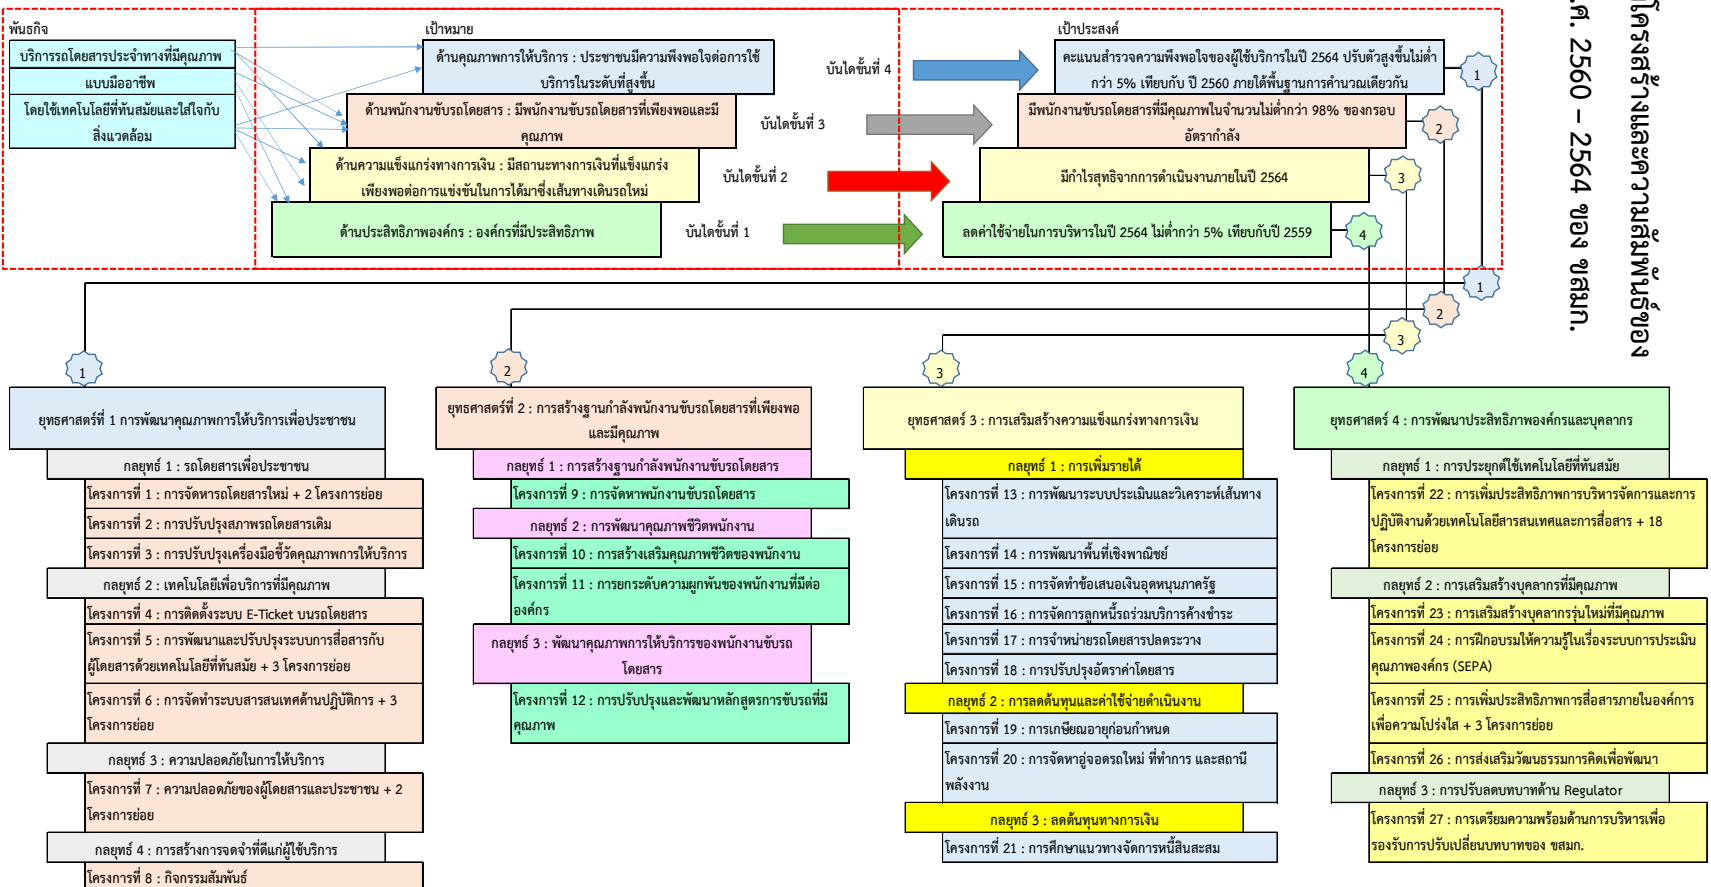 โครงสร้างและความสัมพันธ์ของ
.ศ. 2560 – 2564 ของ ขสมก.
พันธกิจ
บริการรถโดยสารประจำทางที่มีคุณภาพ
แบบมืออาชีพ
โดยใช้เทคโนโลยีที่ทันสมัยและใส่ใจกับ
สิ่งแวดล้อม
เป้าหมาย
ด้านคุณภาพการให้บริการ : ประชาชนมีความพึงพอใจต่อการใช้
บริการในระดับที่สูงขึ้น
ด้านพนักงานขับรถโดยสาร : มีพนักงานขับรถโดยสารที่เพียงพอและมี
คุณภาพ
ด้านความแข็งแกร่งทางการเงิน : มีสถานะทางการเงินที่แข็งแกร่ง
เพียงพอต่อการแข่งขันในการได้มาซึ่งเส้นทางเดินรถใหม่
ด้านประสิทธิภาพองค์กร : องค์กรที่มีประสิทธิภาพ
บันไดขั้นที่ 4
บันไดขั้นที่ 3
บันไดขั้นที่ 2
บันไดขั้นที่ 1
เป้าประสงค์
คะแนนสำรวจความพึงพอใจของผู้ใช้บริการในปี 2564 ปรับตัวสูงขึ้นไม่ต่ำ
กว่า 5% เทียบกับ ปี 2560 ภายใต้พื้นฐานการคำนวณเดียวกัน
1
มีพนักงานขับรถโดยสารที่มีคุณภาพในจำนวนไม่ต่ำกว่า 98% ของกรอบ
อัตรากำลัง
2
มีกำไรสุทธิจากการดำเนินงานภายในปี 2564
3
ลดค่าใช้จ่ายในการบริหารในปี 2564 ไม่ต่ำกว่า 5% เทียบกับปี 2559
4
1
2
3
1
2
3
4
ยุทธศาสตร์ที่ 1 การพัฒนาคุณภาพการให้บริการเพื่อประชาชน
กลยุทธ์ 1 : รถโดยสารเพื่อประชาชน
โครงการที่ 1 : การจัดหารถโดยสารใหม่ + 2 โครงการย่อย
โครงการที่ 2 : การปรับปรุงสภาพรถโดยสารเดิม
โครงการที่ 3 : การปรับปรุงเครื่องมือชี้วัดคุณภาพการให้บริการ
กลยุทธ์ 2 : เทคโนโลยีเพื่อบริการที่มีคุณภาพ
โครงการที่ 4 : การติดตั้งระบบ E-Ticket บนรถโดยสาร
โครงการที่ 5 : การพัฒนาและปรับปรุงระบบการสื่อสารกับ
ผู้โดยสารด้วยเทคโนโลยีที่ทันสมัย + 3 โครงการย่อย
โครงการที่ 6 : การจัดทำระบบสารสนเทศด้านปฏิบัติการ + 3
โครงการย่อย
กลยุทธ์ 3 : ความปลอดภัยในการให้บริการ
โครงการที่ 7 : ความปลอดภัยของผู้โดยสารและประชาชน + 2
โครงการย่อย
กลยุทธ์ 4 : การสร้างการจดจำที่ดีแก่ผู้ใช้บริการ
โครงการที่ 8 : กิจกรรมสัมพันธ์
ยุทธศาสตร์ที่ 2 : การสร้างฐานกำลังพนักงานขับรถโดยสารที่เพียงพอ
และมีคุณภาพ
กลยุทธ์ 1 : การสร้างฐานกำลังพนักงานขับรถโดยสาร
โครงการที่ 9 : การจัดหาพนักงานขับรถโดยสาร
กลยุทธ์ 2 : การพัฒนาคุณภาพชีวิตพนักงาน
โครงการที่ 10 : การสร้างเสริมคุณภาพชีวิตของพนักงาน
โครงการที่ 11 : การยกระดับความผูกพันของพนักงานที่มีต่อ
องค์กร
กลยุทธ์ 3 : พัฒนาคุณภาพการให้บริการของพนักงานขับรถ
โดยสาร
โครงการที่ 12 : การปรับปรุงและพัฒนาหลักสูตรการขับรถที่มี
คุณภาพ
ยุทธศาสตร์ 3 : การเสริมสร้างความแข็งแกร่งทางการเงิน
กลยุทธ์ 1 : การเพิ่มรายได้
โครงการที่ 13 : การพัฒนาระบบประเมินและวิเคราะห์เส้นทาง
เดินรถ
โครงการที่ 14 : การพัฒนาพื้นที่เชิงพาณิชย์
โครงการที่ 15 : การจัดทำข้อเสนอเงินอุดหนุนภาครัฐ
โครงการที่ 16 : การจัดการลูกหนี้รถร่วมบริการค้างชำระ
โครงการที่ 17 : การจำหน่ายรถโดยสารปลดระวาง
โครงการที่ 18 : การปรับปรุงอัตราค่าโดยสาร
กลยุทธ์ 2 : การลดต้นทุนและค่าใช้จ่ายดำเนินงาน
โครงการที่ 19 : การเกษียณอายุก่อนกำหนด
โครงการที่ 20 : การจัดหาอู่จอดรถใหม่ ที่ทำการ และสถานี
พลังงาน
กลยุทธ์ 3 : ลดต้นทุนทางการเงิน
โครงการที่ 21 : การศึกษาแนวทางจัดการหนี้สินสะสม
ยุทธศาสตร์ 4 : การพัฒนาประสิทธิภาพองค์กรและบุคลากร
กลยุทธ์ 1 : การประยุกต์ใช้เทคโนโลยีที่ทันสมัย
โครงการที่ 22 : การเพิ่มประสิทธิภาพการบริหารจัดการและการ
ปฏิบัติงานด้วยเทคโนโลยีสารสนเทศและการสื่อสาร + 18
โครงการย่อย
กลยุทธ์ 2 : การเสริมสร้างบุคลากรที่มีคุณภาพ
โครงการที่ 23 : การเสริมสร้างบุคลากรรุ่นใหม่ที่มีคุณภาพ
โครงการที่ 24 : การฝึกอบรมให้ความรู้ในเรื่องระบบการประเมิน
คุณภาพองค์กร (SEPA)
โครงการที่ 25 : การเพิ่มประสิทธิภาพการสื่อสารภายในองค์การ
เพื่อความโปร่งใส + 3 โครงการย่อย
โครงการที่ 26 : การส่งเสริมวัฒนธรรมการคิดเพื่อพัฒนา
กลยุทธ์ 3 : การปรับลดบทบาทด้าน Regulator
โครงการที่ 27 : การเตรียมความพร้อมด้านการบริหารเพื่อ
รองรับการปรับเปลี่ยนบทบาทของ ขสมก.